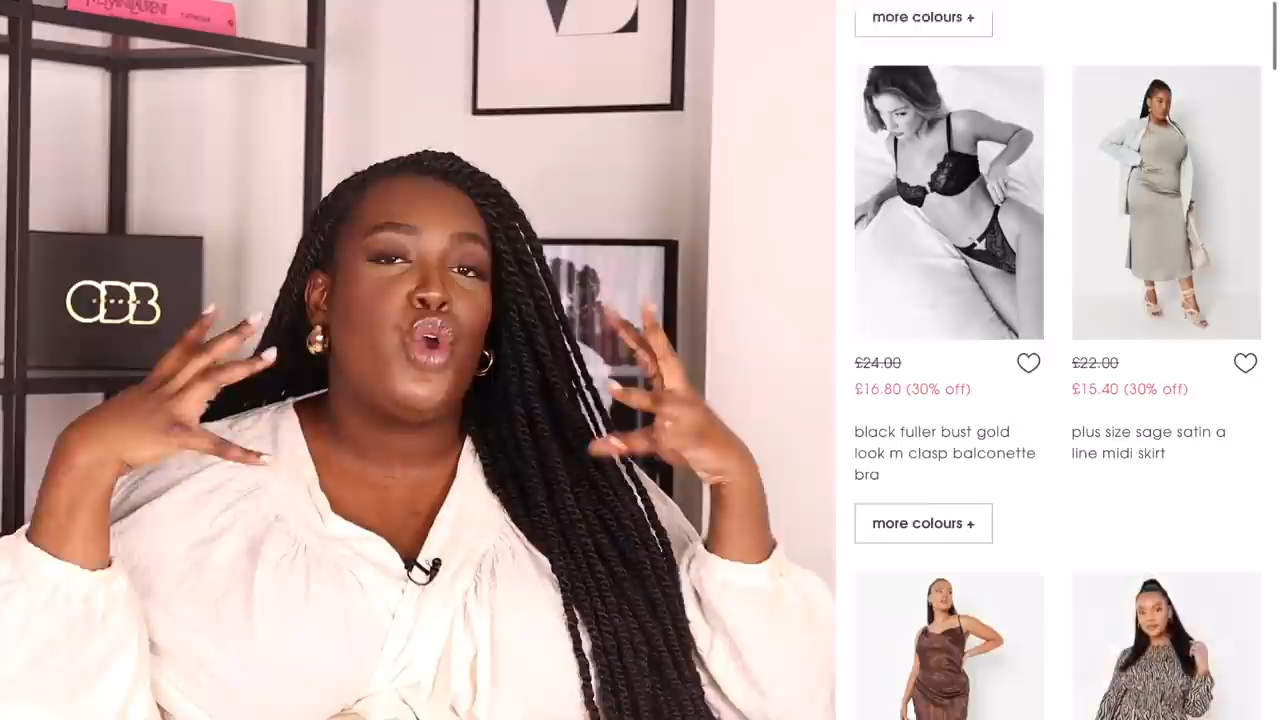 CATWALK
ODB
more colours +
£24.00
£16.80 (30% off)
black fuller bust gold
look m clasp balconette
bra
more colours +
£22.00
£15.40 (30% off)
plus size sage satin a
line midi skirt